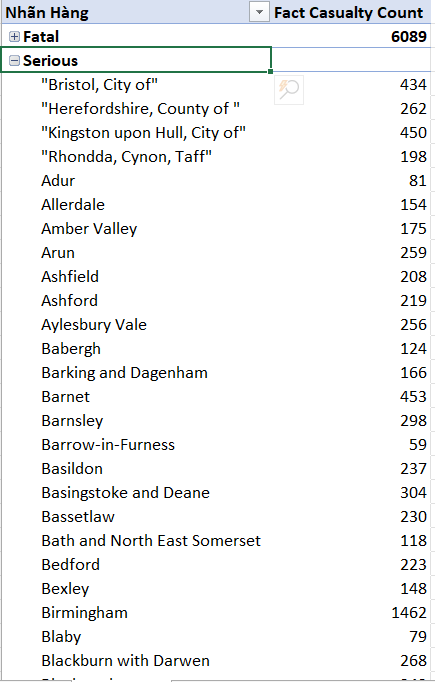 Nhãn Hàng Fact Casualty Count
Fatal 6089
Serious
"Bristol, City of" 434
"Herefordshire, County of " 262
"Kingston upon Hull, City of" 450
"Rhondda, Cynon, Taff" 198
Adur 81
Allerdale 154
Amber Valley 175
Arun 259
Ashfield 208
Ashford 219
Aylesbury Vale 256
Babergh 124
Barking and Dagenham 166
Barnet 453
Barnsley 298
Barrow-in-Furness 59
Basildon 237
Basingstoke and Deane 304
Bassetlaw 230
Bath and North East Somerset 118
Bedford 223
Bexley 148
Birmingham 1462
Blaby 79
Blackburn with Darwen 268